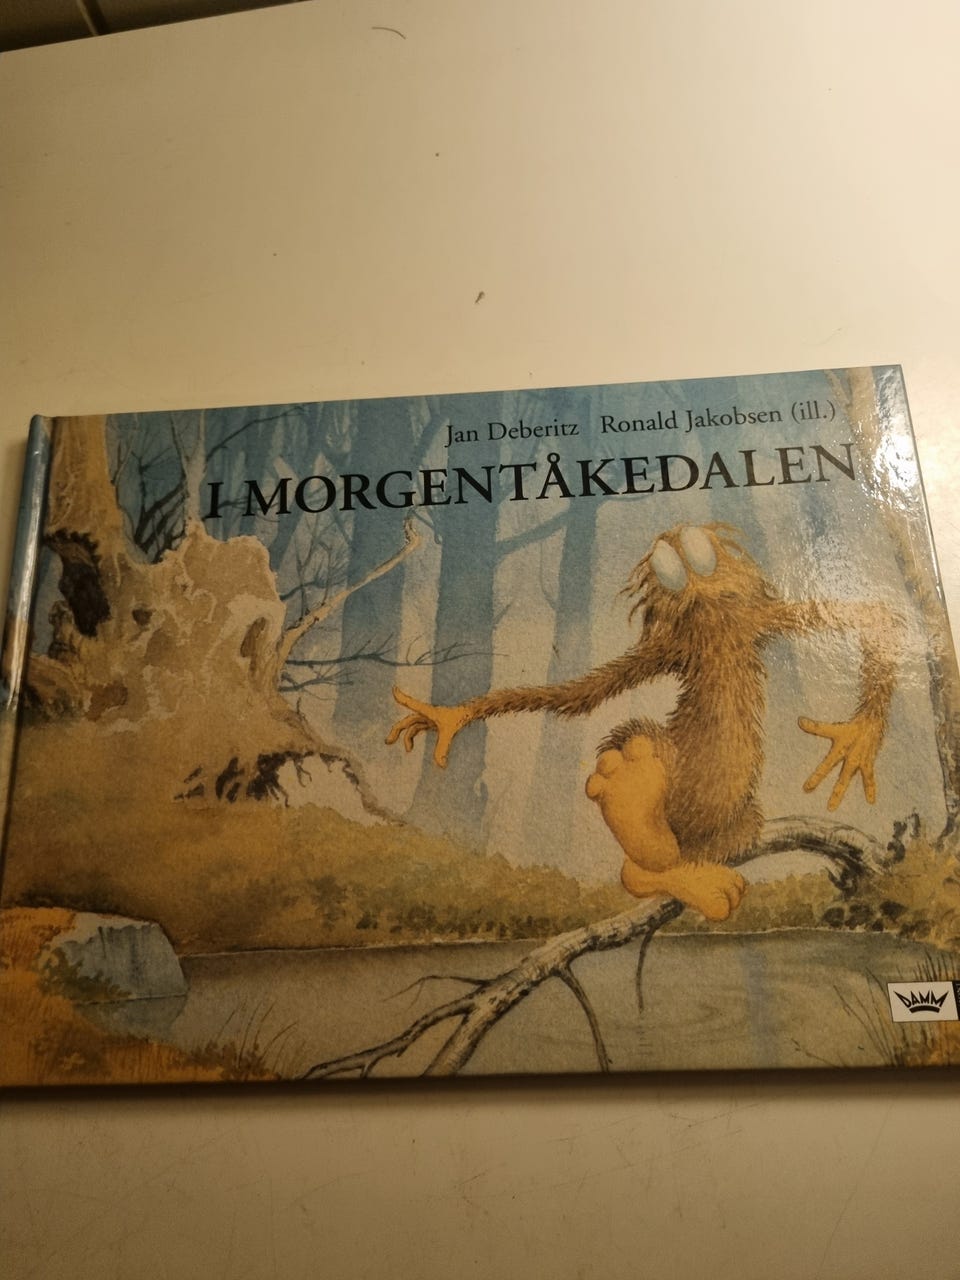 Jan Deberitz Ronald Jakobsen (ill.)
I MORGENTÅKEDALEN
DAMM